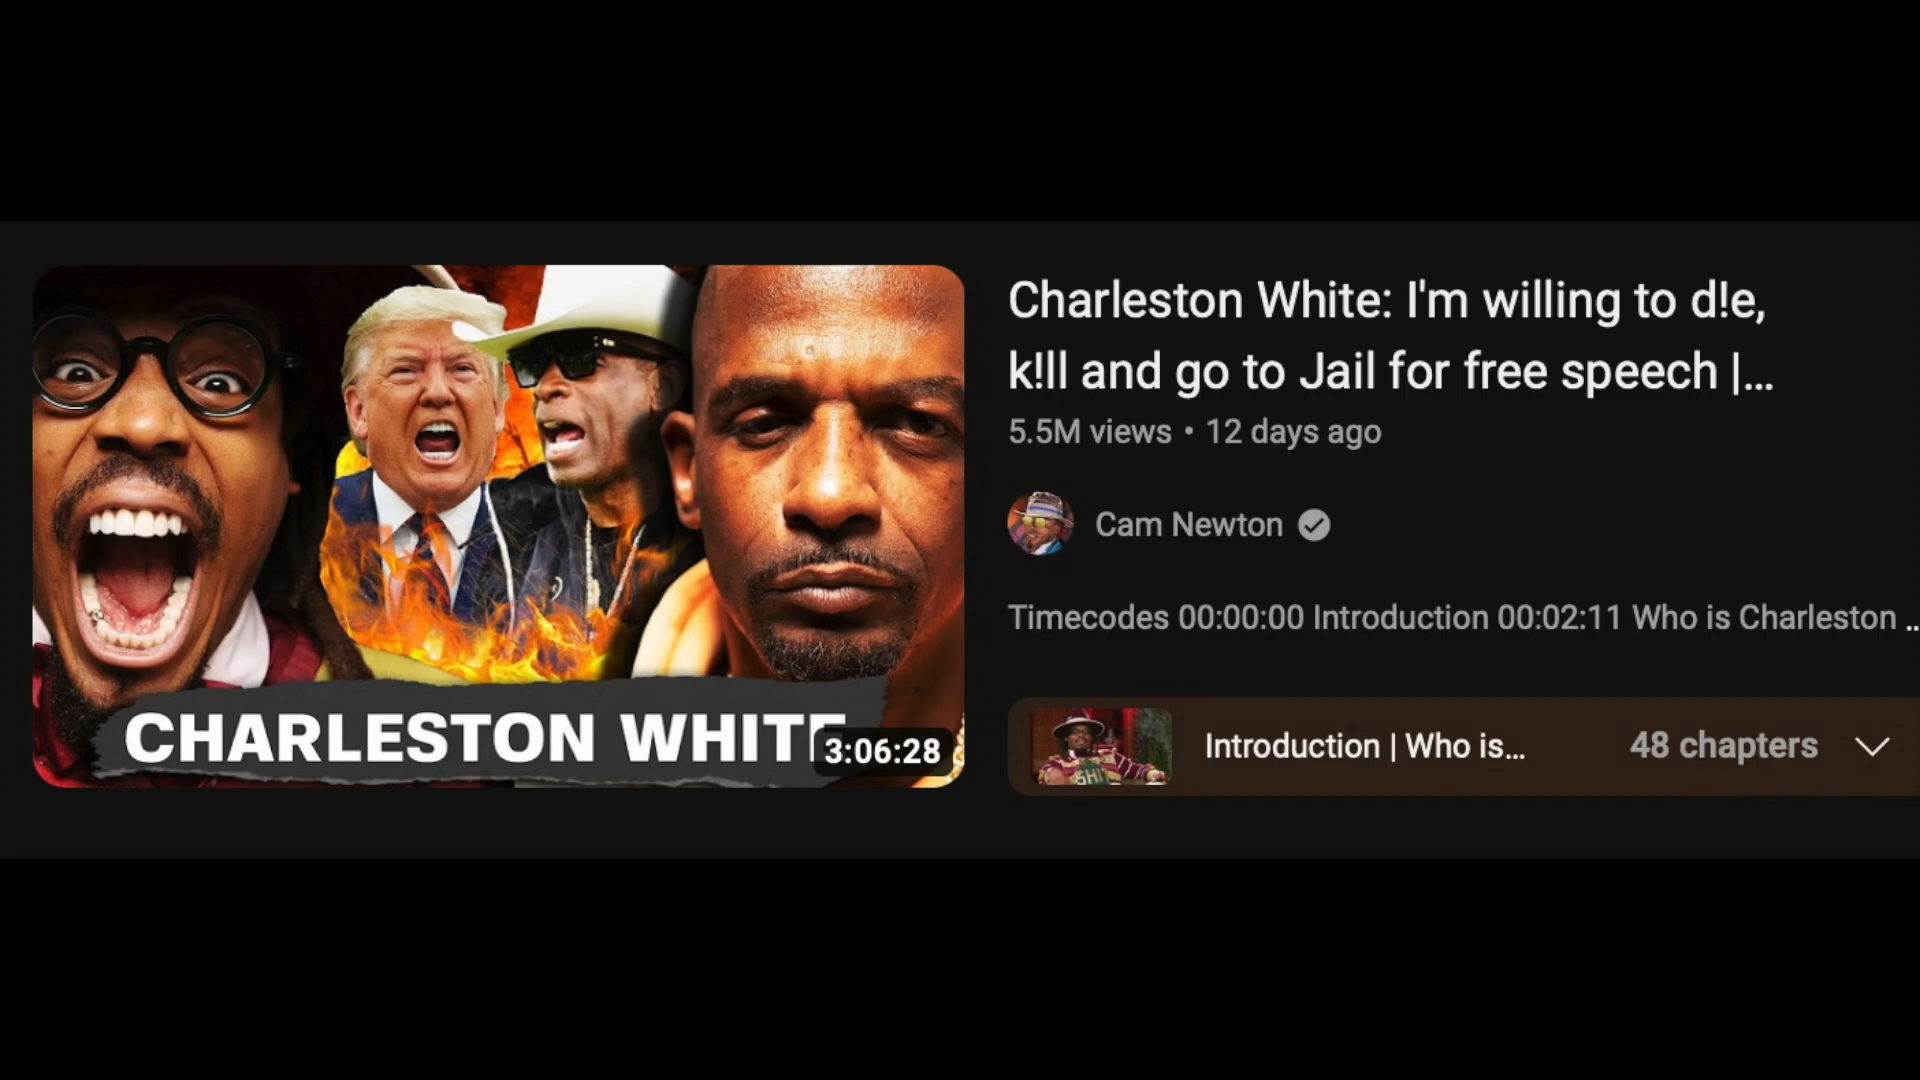 CHARLESTON WHITE
3:06:28
Charleston White: I'm willing to d!e,
k!ll and go to Jail for free speech |...
5.5M views • 12 days ago
Cam Newton
Timecodes 00:00:00 Introduction 00:02:11 Who is Charleston ...
SHI
Introduction | Who is...
48 chapters